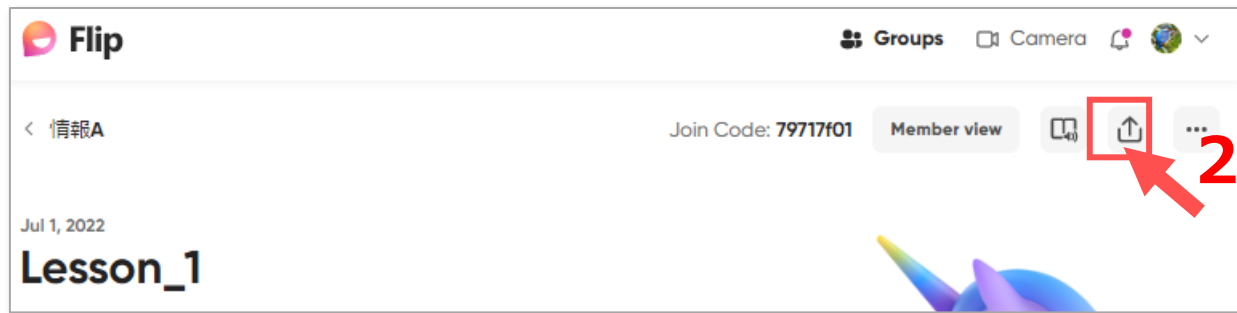 Flip Groups Camera
< 情報A Join Code: 79717f01 Member view ...
2
Jul 1, 2022
Lesson_1